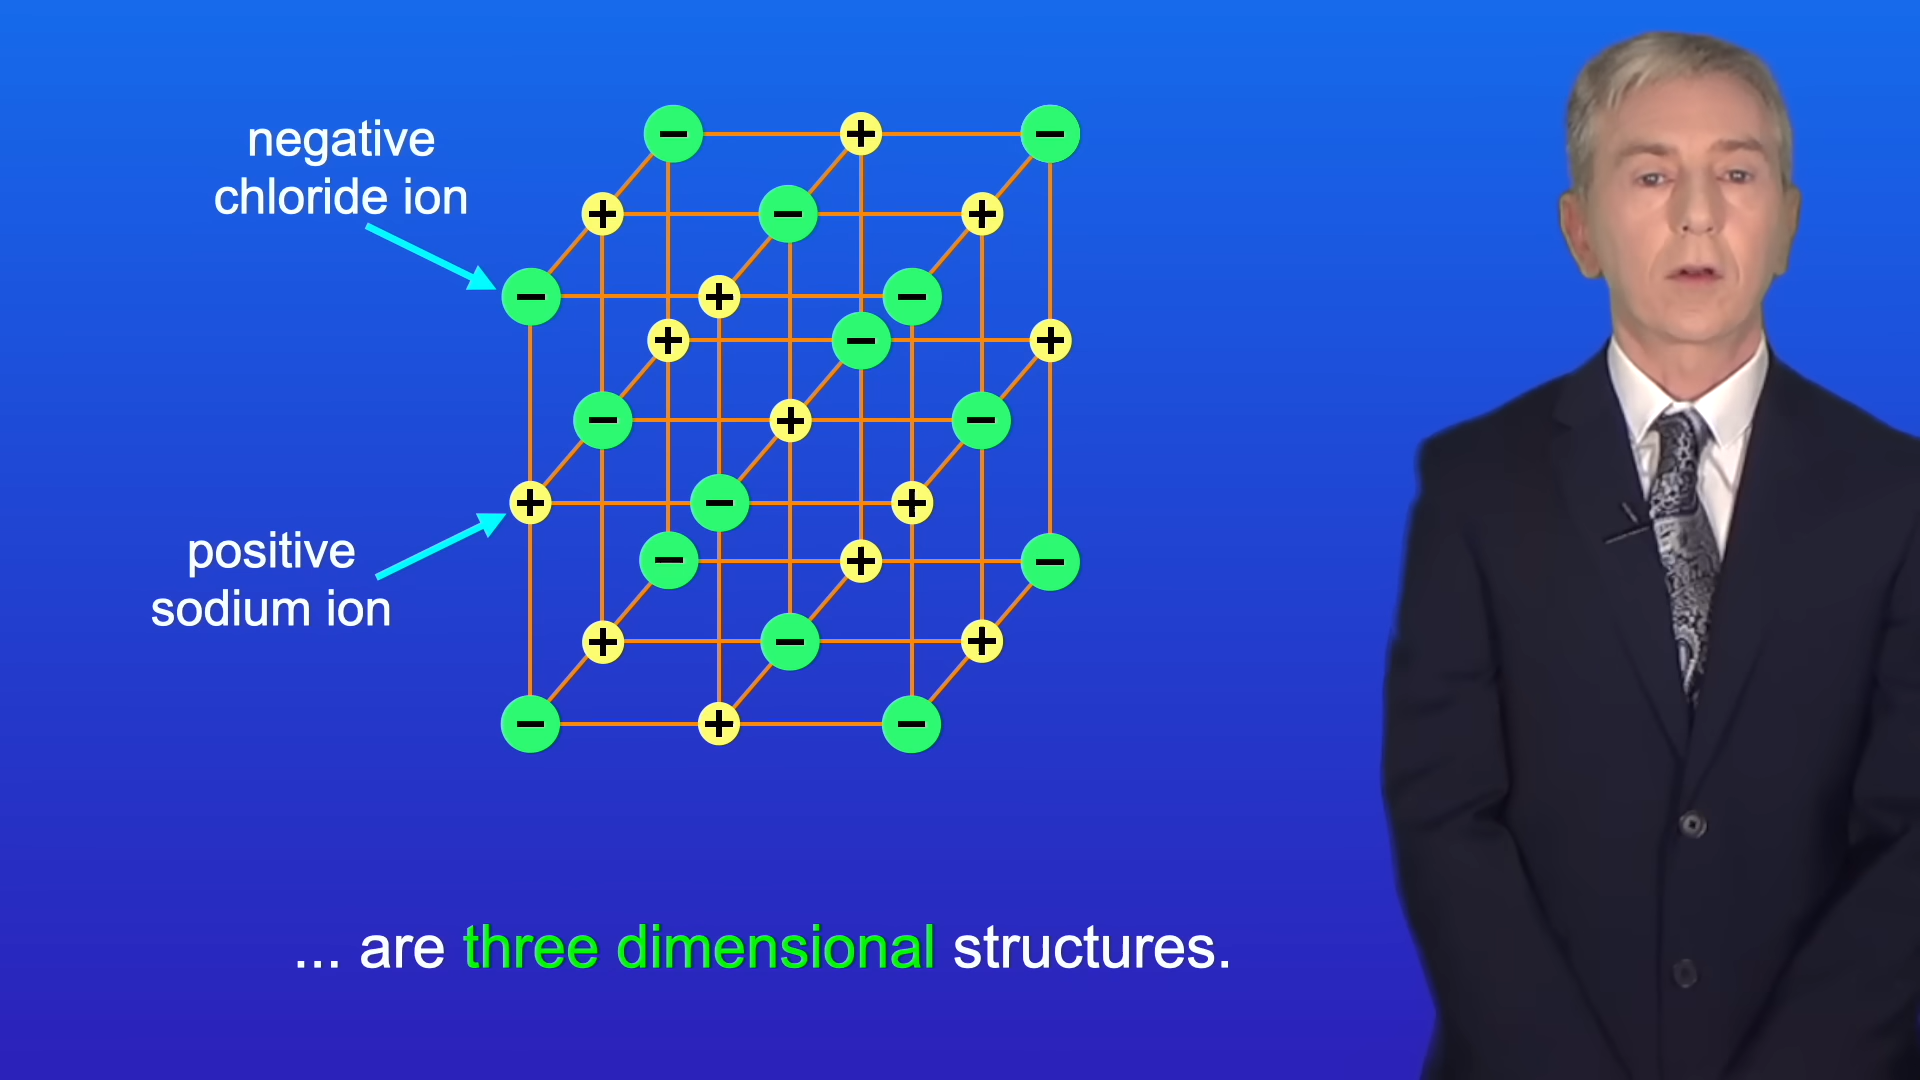 negative
chloride ion
positive
sodium ion
... are three dimensional structures.